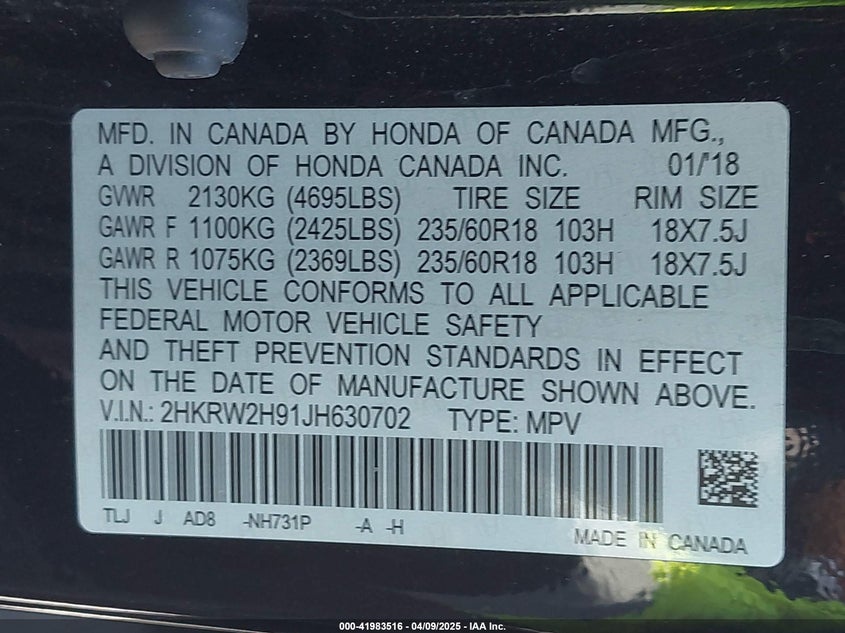 MFD. IN CANADA BY HONDA OF CANADA MFG.,
A DIVISION OF HONDA CANADA INC. 01/'18
GVWR 2130KG (4695LBS) TIRE SIZE RIM SIZE
GAWR F 1100KG (2425LBS) 235/60R18 103H 18X7.5J
GAWR R 1075KG (2369LBS) 235/60R18 103H 18X7.5J
THIS VEHICLE CONFORMS TO ALL APPLICABLE
FEDERAL MOTOR VEHICLE SAFETY
AND THEFT PREVENTION STANDARDS IN EFFECT
ON THE DATE OF MANUFACTURE SHOWN ABOVE.
V.I.N.: 2HKRW2H91JH630702 TYPE: MPV
TLJ J AD8 -NH731P -A -H
MADE IN CANADA
000-41983516 - 04/09/2025 - IAA Inc.